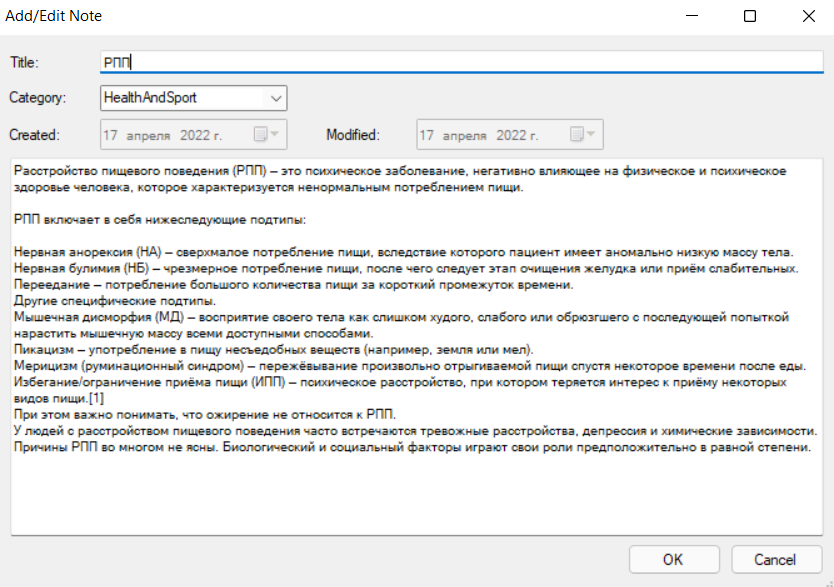 Add/Edit Note
Title: РПП
Category: HealthAndSport
Created: 17 апреля 2022 г. Modified: 17 апреля 2022 г.
Расстройство пищевого поведения (РПП) – это психическое заболевание, негативно влияющее на физическое и психическое
здоровье человека, которое характеризуется ненормальным потреблением пищи.
РПП включает в себя нижеследующие подтипы:
Нервная анорексия (НА) – сверхмалое потребление пищи, вследствие которого пациент имеет аномально низкую массу тела.
Нервная булимия (НБ) – чрезмерное потребление пищи, после чего следует этап очищения желудка или приём слабительных.
Переедание – потребление большого количества пищи за короткий промежуток времени.
Другие специфические подтипы.
Мышечная дисморфия (МД) – восприятие своего тела как слишком худого, слабого или обрюзгшего с последующей попыткой
нарастить мышечную массу всеми доступными способами.
Пикацизм – употребление в пищу несъедобных веществ (например, земля или мел).
Мерицизм (руминационный синдром) – пережёвывание произвольно отрыгиваемой пищи спустя некоторое времени после еды.
Избегание/ограничение приёма пищи (ИПП) – психическое расстройство, при котором теряется интерес к приёму некоторых
видов пищи.[1]
При этом важно понимать, что ожирение не относится к РПП.
У людей с расстройством пищевого поведения часто встречаются тревожные расстройства, депрессия и химические зависимости.
Причины РПП во многом не ясны. Биологический и социальный факторы играют свои роли предположительно в равной степени.
OK Cancel